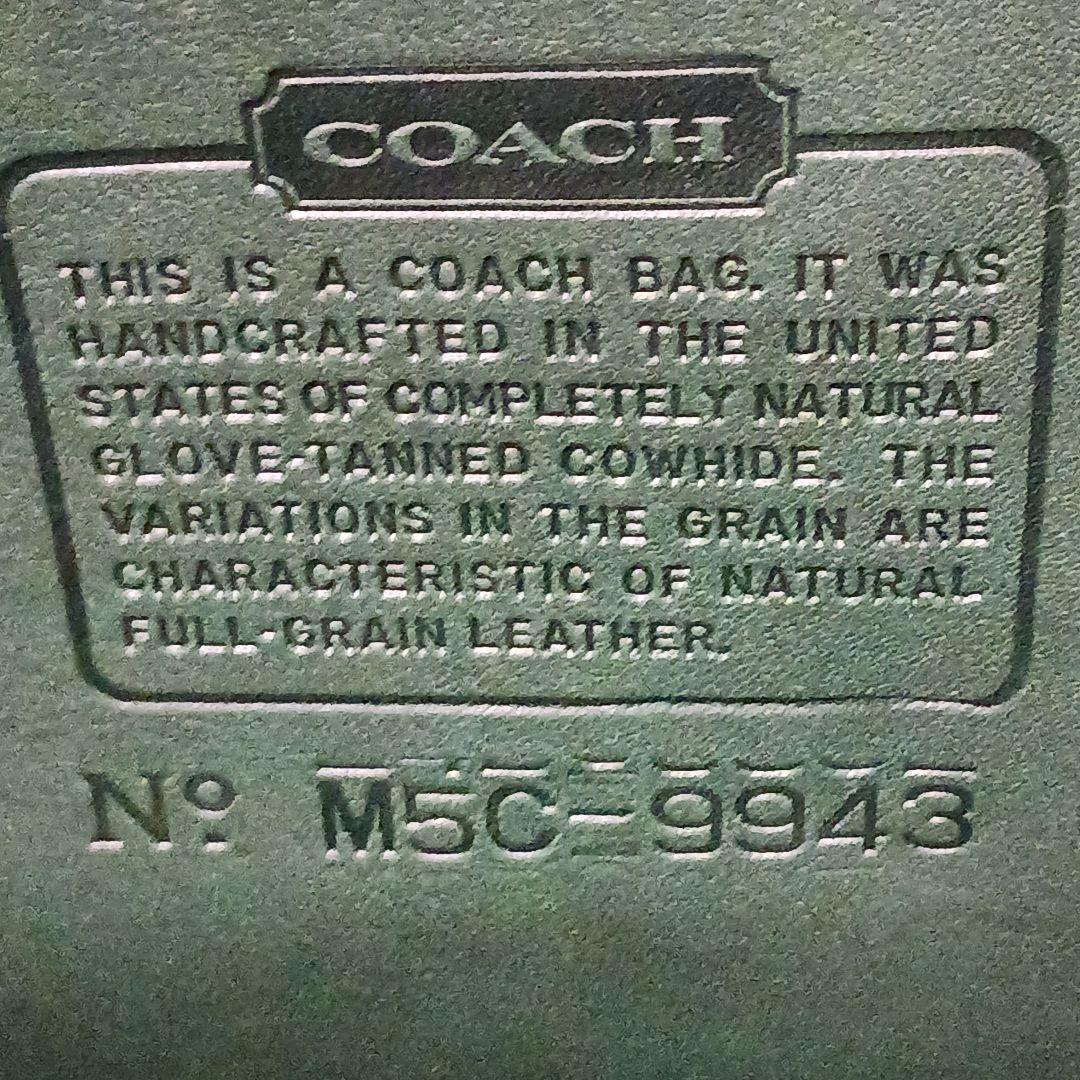 COACH
THIS IS A COACH BAG. IT WAS
HANDCRAFTED IN THE UNITED
STATES OF COMPLETELY NATURAL
GLOVE-TANNED COWHIDE. THE
VARIATIONS IN THE GRAIN ARE
CHARACTERISTIC OF NATURAL
FULL-GRAIN LEATHER.
Nº M5C-9943